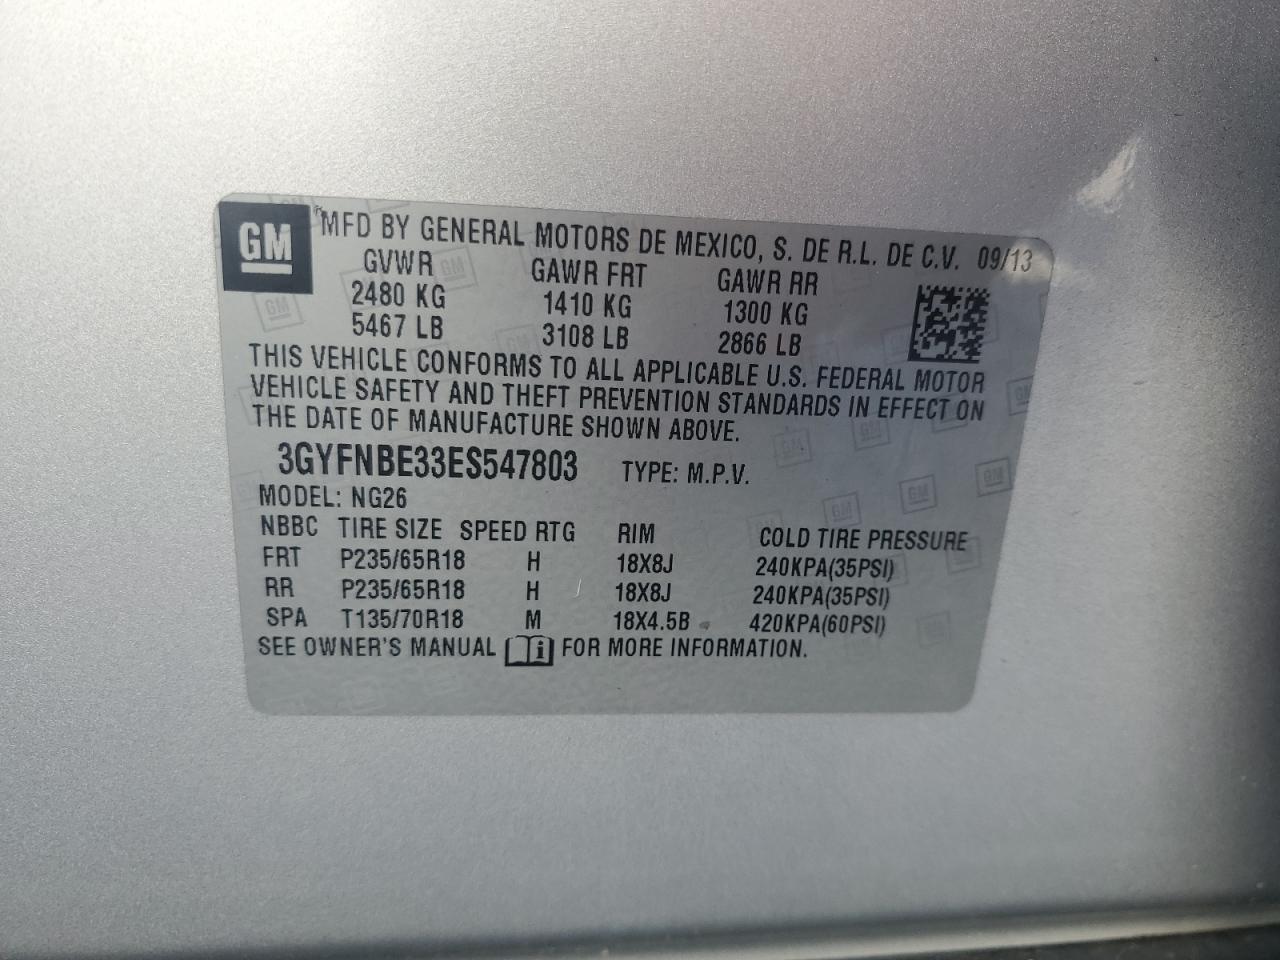 GM MFD BY GENERAL MOTORS DE MEXICO, S. DE R.L. DE C.V. 09/13
GVWR GAWR FRT GAWR RR
2480 KG 1410 KG 1300 KG
5467 LB 3108 LB 2866 LB
THIS VEHICLE CONFORMS TO ALL APPLICABLE U.S. FEDERAL MOTOR
VEHICLE SAFETY AND THEFT PREVENTION STANDARDS IN EFFECT ON
THE DATE OF MANUFACTURE SHOWN ABOVE.
3GYFNBE33ES547803 TYPE: M.P.V.
MODEL: NG26
NBBC TIRE SIZE SPEED RTG RIM COLD TIRE PRESSURE
FRT P235/65R18 H 18X8J 240KPA(35PSI)
RR P235/65R18 H 18X8J 240KPA(35PSI)
SPA T135/70R18 M 18X4.5B 420KPA(60PSI)
SEE OWNER'S MANUAL i FOR MORE INFORMATION.